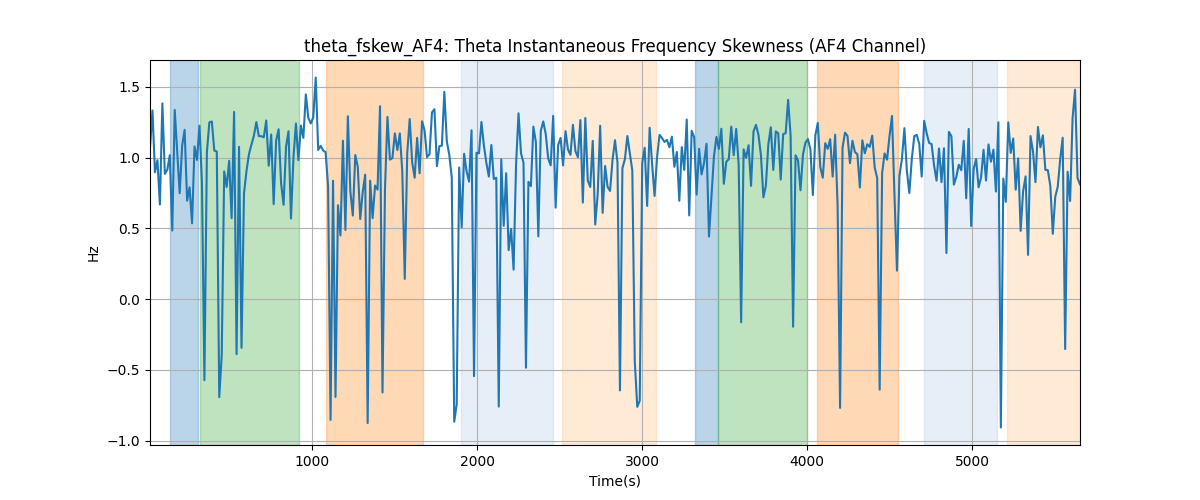 theta_fskew_AF4: Theta Instantaneous Frequency Skewness (AF4 Channel)
1.5
1.0
0.5
0.0
−0.5
−1.0
Hz
1000 2000 3000 4000 5000
Time(s)